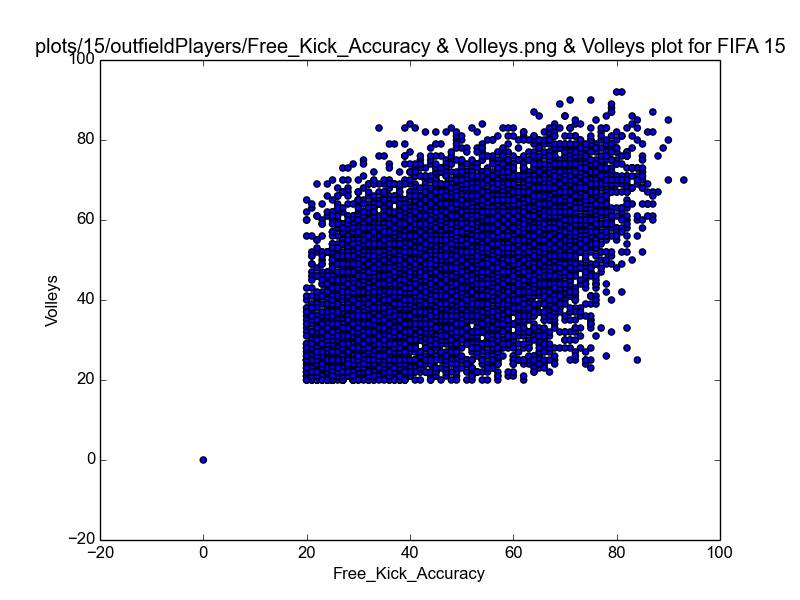 plots/15/outfieldPlayers/Free_Kick_Accuracy & Volleys.png & Volleys plot for FIFA 15
100
80
60
40
20
0
−20
Volleys
−20 0 20 40 60 80 100
Free_Kick_Accuracy